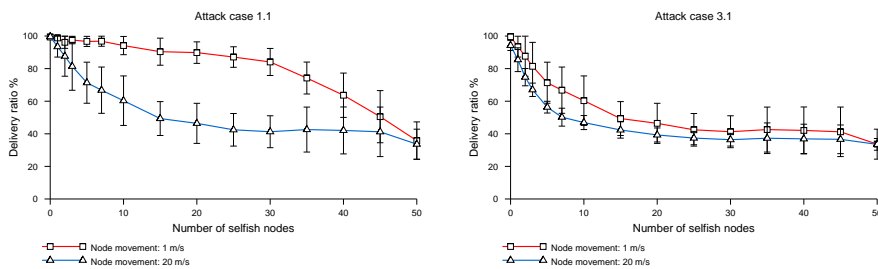 Attack case 1.1
100
80
60
40
20
0
Delivery ratio %
0 10 20 30 40 50
Number of selfish nodes
Node movement: 1 m/s
Node movement: 20 m/s
Attack case 3.1
100
80
60
40
20
0
Delivery ratio %
0 10 20 30 40 50
Number of selfish nodes
Node movement: 1 m/s
Node movement: 20 m/s